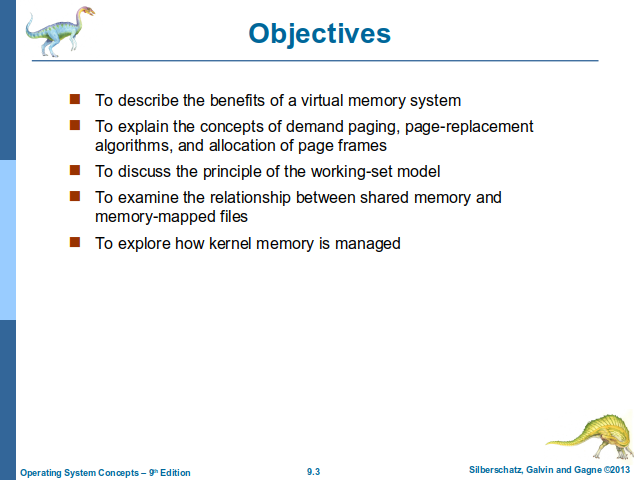 Objectives
To describe the benefits of a virtual memory system
To explain the concepts of demand paging, page-replacement
algorithms, and allocation of page frames
To discuss the principle of the working-set model
To examine the relationship between shared memory and
memory-mapped files
To explore how kernel memory is managed
Operating System Concepts – 9th Edition
9.3
Silberschatz, Galvin and Gagne ©2013